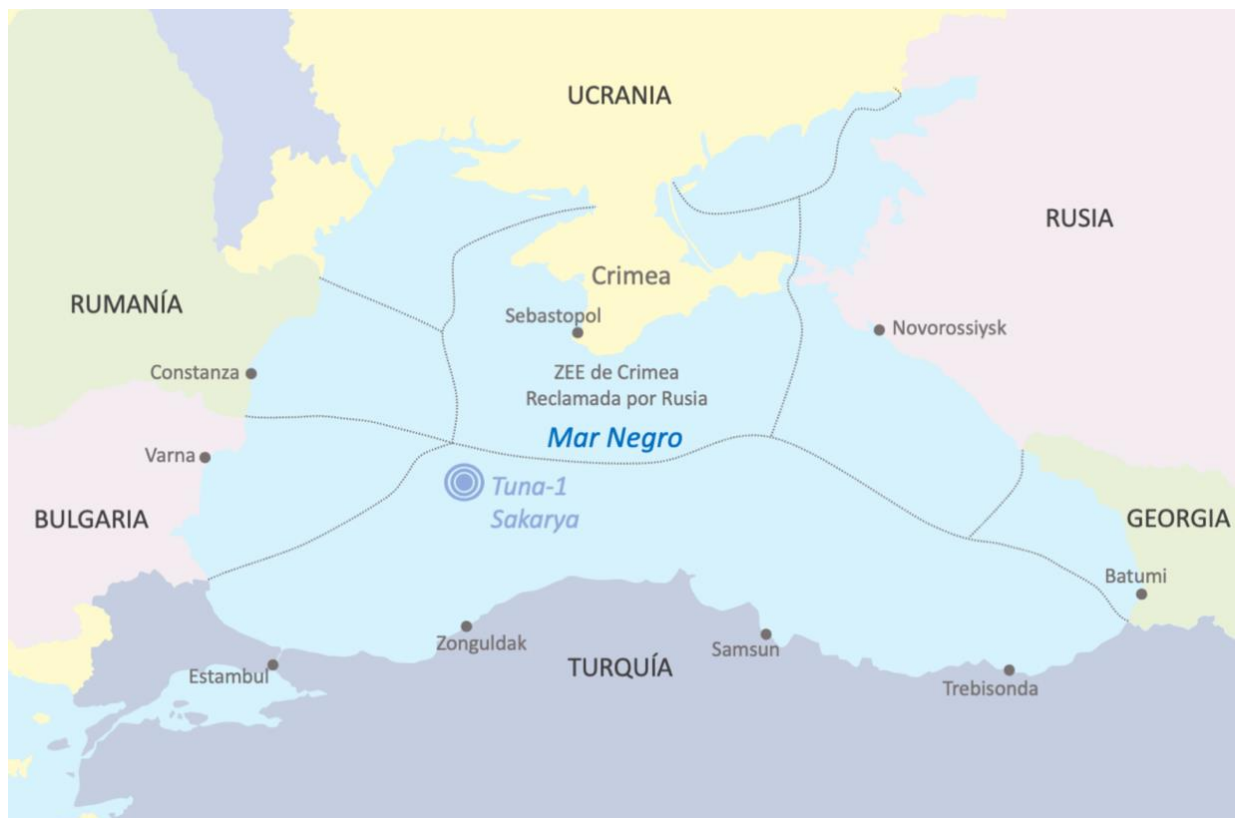 UCRANIA
RUSIA
Crimea
RUMANÍA
Sebastopol
Novorossiysk
Constanza
ZEE de Crimea
Reclamada por Rusia
Mar Negro
Varna
Tuna-1
Sakarya
BULGARIA
GEORGIA
Batumi
Zonguldak
Samsun
Estambul
TURQUÍA
Trebisonda